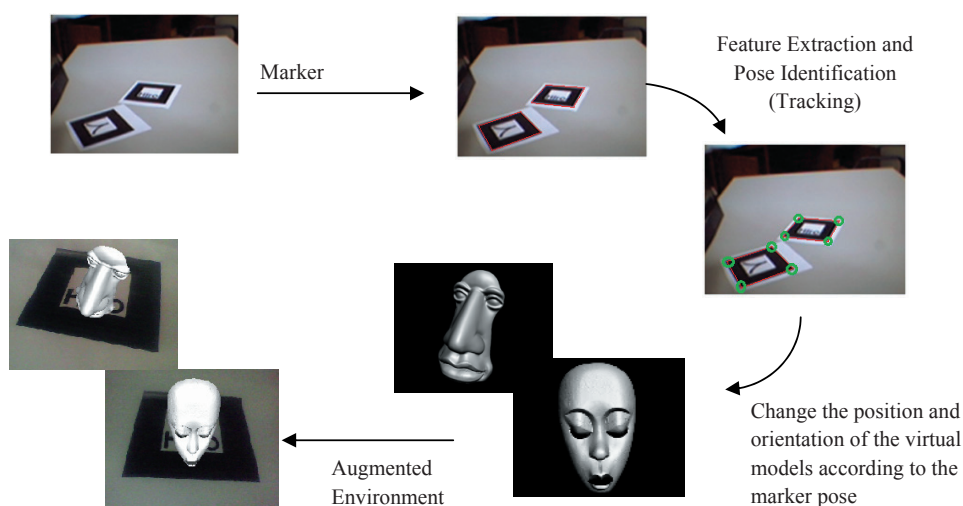 Marker
Feature Extraction and
Pose Identification
(Tracking)
Change the position and
orientation of the virtual
models according to the
marker pose
Augmented
Environment